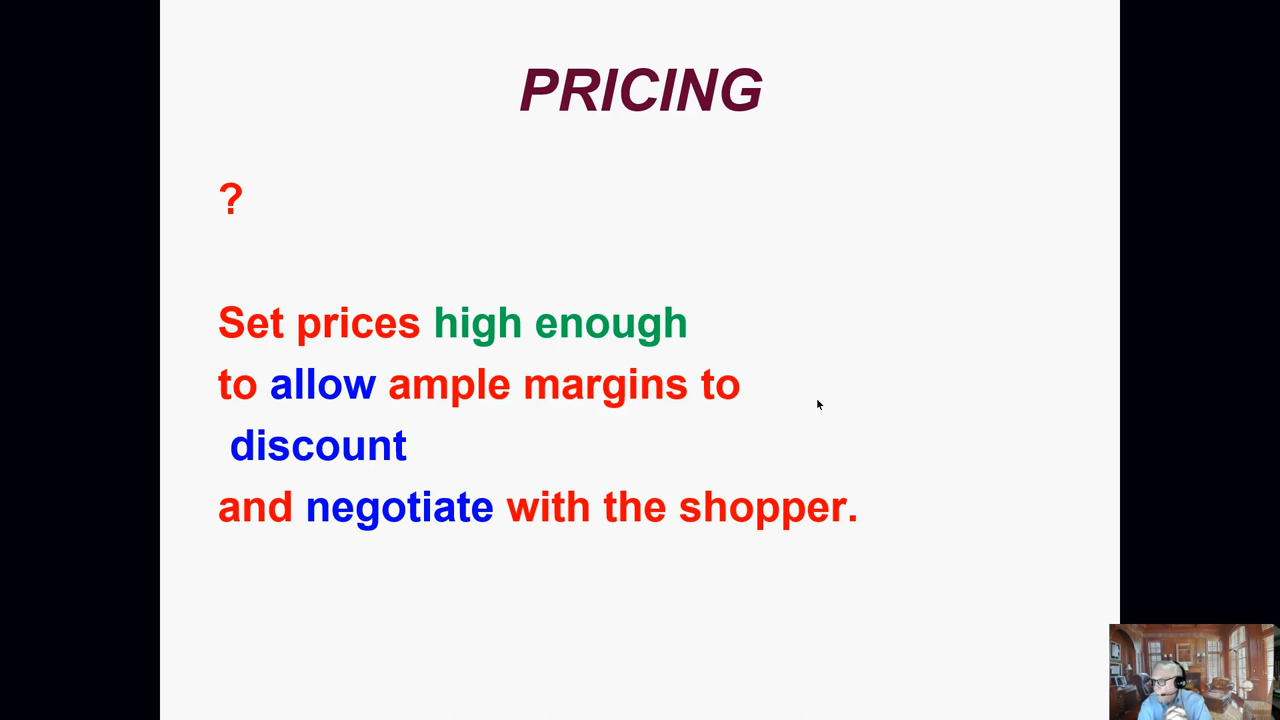 PRICING
?
Set prices high enough
to allow ample margins to
discount
and negotiate with the shopper.